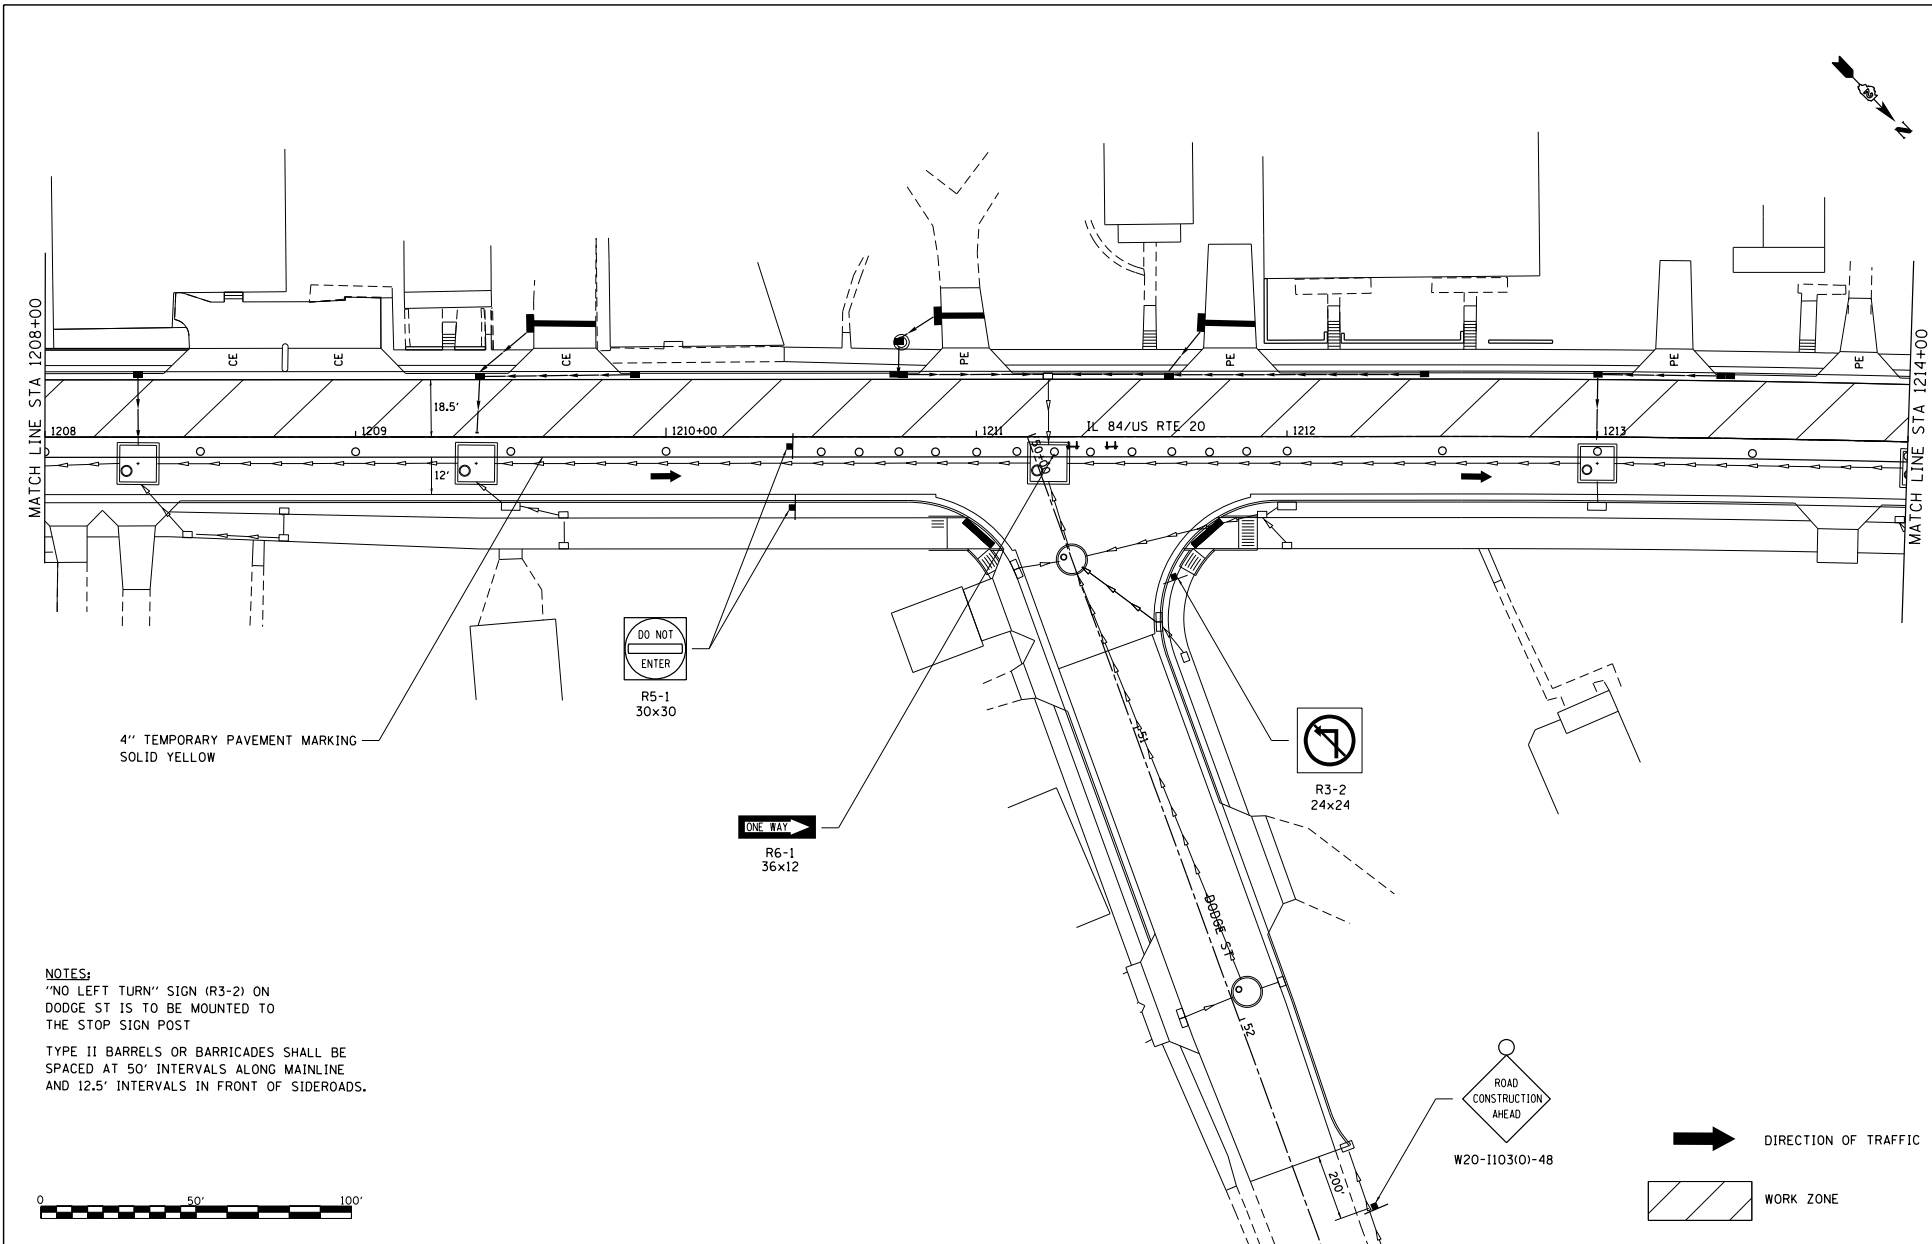 N
MATCH LINE STA 1208+00
CE
CE
CE
PE
PE
PE
PE
MATCH LINE STA 1214+00
18.5'
1208
1209
1210+00
1211
IL 84/US RTE 20
1212
1213
50+00
12'
DO NOT
ENTER
R5-1
30x30
4'' TEMPORARY PAVEMENT MARKING
SOLID YELLOW
51
R3-2
24x24
ONE WAY
R6-1
36x12
DODGE ST
52
NOTES:
"NO LEFT TURN" SIGN (R3-2) ON
DODGE ST IS TO BE MOUNTED TO
THE STOP SIGN POST
TYPE II BARRELS OR BARRICADES SHALL BE
SPACED AT 50' INTERVALS ALONG MAINLINE
AND 12.5' INTERVALS IN FRONT OF SIDEROADS.
ROAD
CONSTRUCTION
AHEAD
W20-I103(O)-48
200'
DIRECTION OF TRAFFIC
WORK ZONE
0 50' 100'